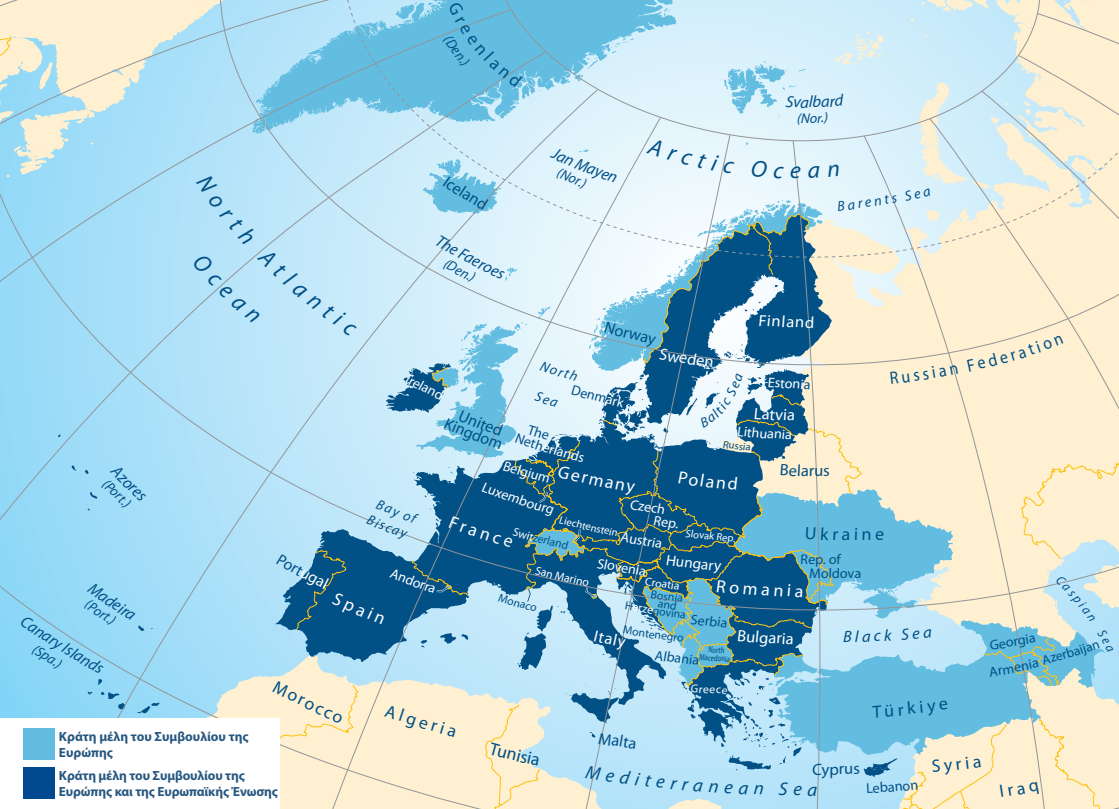 Greenland
(Den.)
Svalbard
(Nor.)
Jan Mayen
(Nor.)
Arctic Ocean
Barents Sea
Iceland
North Atlantic
Ocean
The Faeroes
(Den.)
Norway
Finland
Sweden
Russian Federation
North
Sea
Baltic Sea
Estonia
Ireland
Denmark
Latvia
United
Kingdom
Lithuania
The
Netherlands
Russia
Belarus
Belgium
Germany
Poland
Azores
(Port.)
Luxembourg
Czech
Rep.
Bay of
Biscay
France
Switzerland
Liechtenstein
Austria
Slovak Rep.
Ukraine
Rep. of
Moldova
Portugal
Andorra
San Marino
Slovenia
Hungary
Croatia
Romania
Madeira
(Port.)
Spain
Monaco
Bosnia
and
Herzegovina
Serbia
Caspian Sea
Canary Islands
(Spa.)
Italy
Montenegro
Bulgaria
Black Sea
Georgia
Albania
North
Macedonia
Armenia
Azerbaijan
Greece
Morocco
Algeria
Türkiye
Tunisia
Malta
Mediterranean Sea
Cyprus
Syria
Lebanon
Iraq
Κράτη μέλη του Συμβουλίου της
Ευρώπης
Κράτη μέλη του Συμβουλίου της
Ευρώπης και της Ευρωπαϊκής Ένωσης